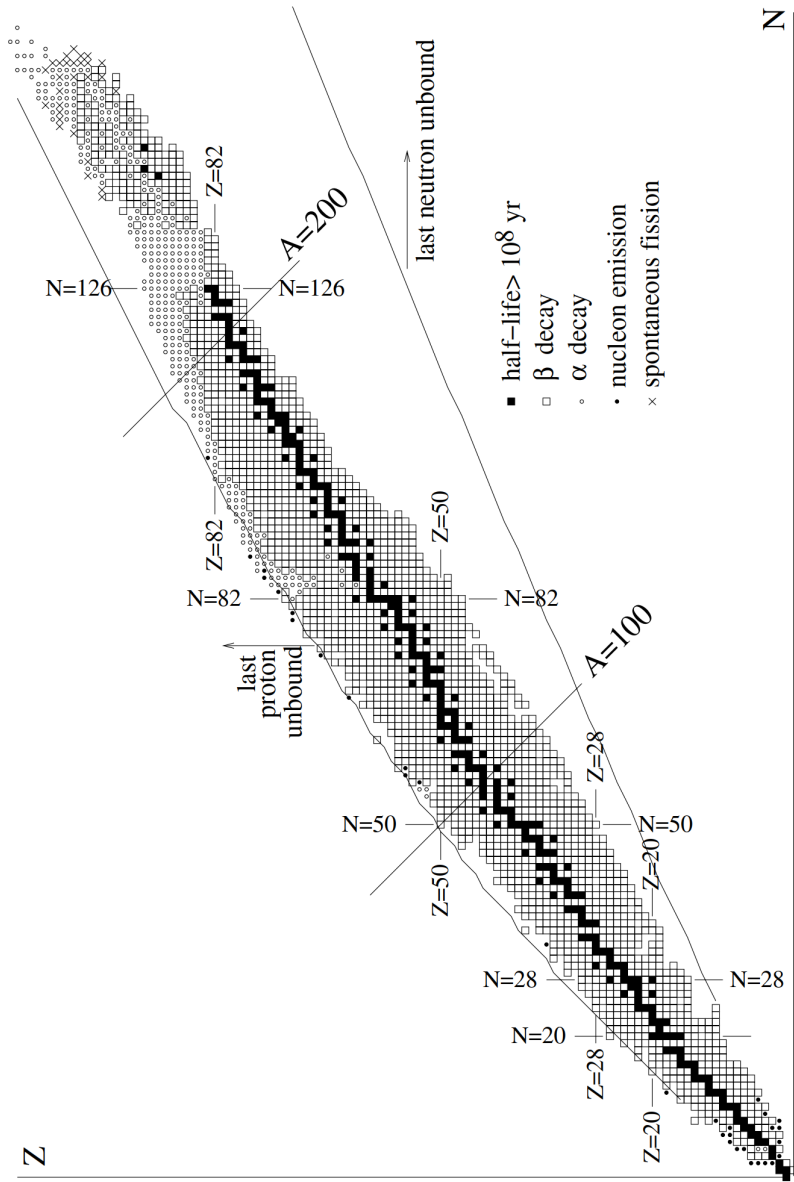 Z
N
Z=82
A=200
N=126
N=126
last neutron unbound
half−life> 10⁸ yr
β decay
α decay
nucleon emission
spontaneous fission
Z=82
Z=50
N=82
N=82
last
proton
unbound
A=100
Z=28
N=50
N=50
Z=20
Z=50
N=28
N=28
N=20
Z=28
Z=20